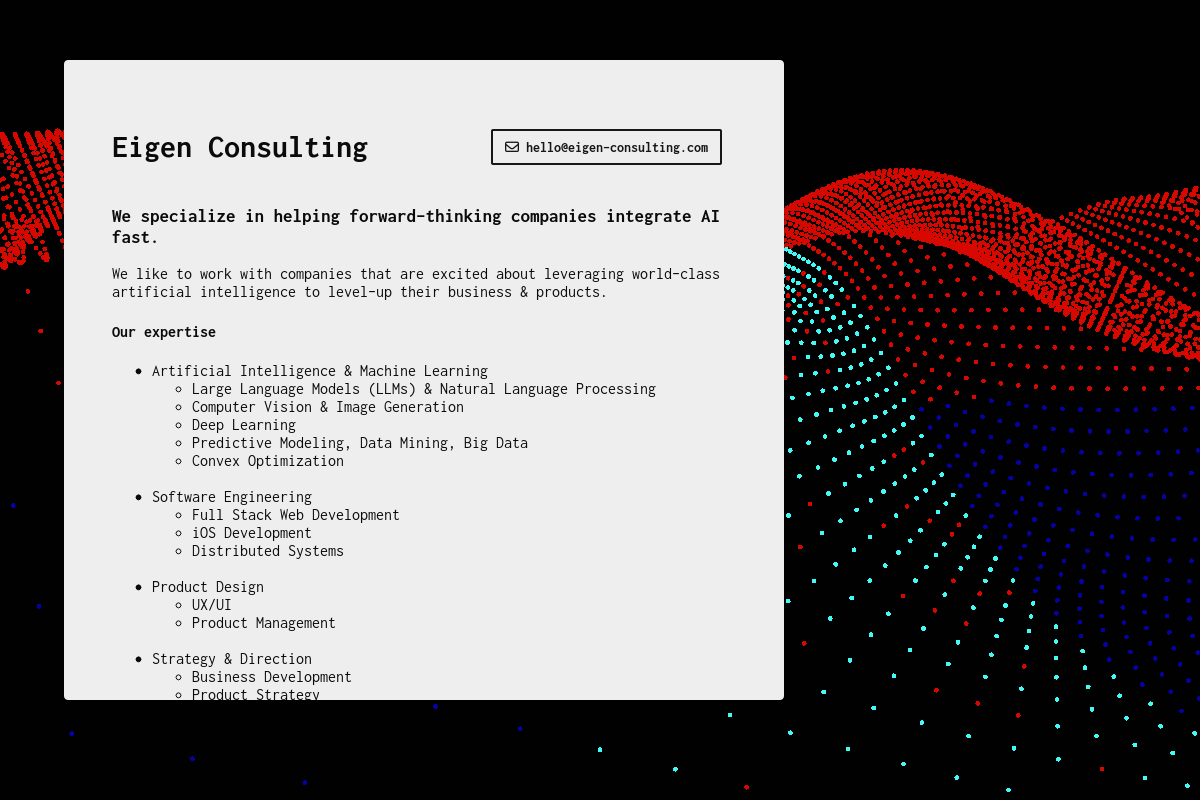 Eigen Consulting
hello@eigen-consulting.com
We specialize in helping forward-thinking companies integrate AI
fast.
We like to work with companies that are excited about leveraging world-class
artificial intelligence to level-up their business & products.
Our expertise
Artificial Intelligence & Machine Learning
Large Language Models (LLMs) & Natural Language Processing
Computer Vision & Image Generation
Deep Learning
Predictive Modeling, Data Mining, Big Data
Convex Optimization
Software Engineering
Full Stack Web Development
iOS Development
Distributed Systems
Product Design
UX/UI
Product Management
Strategy & Direction
Business Development
Product Strategy